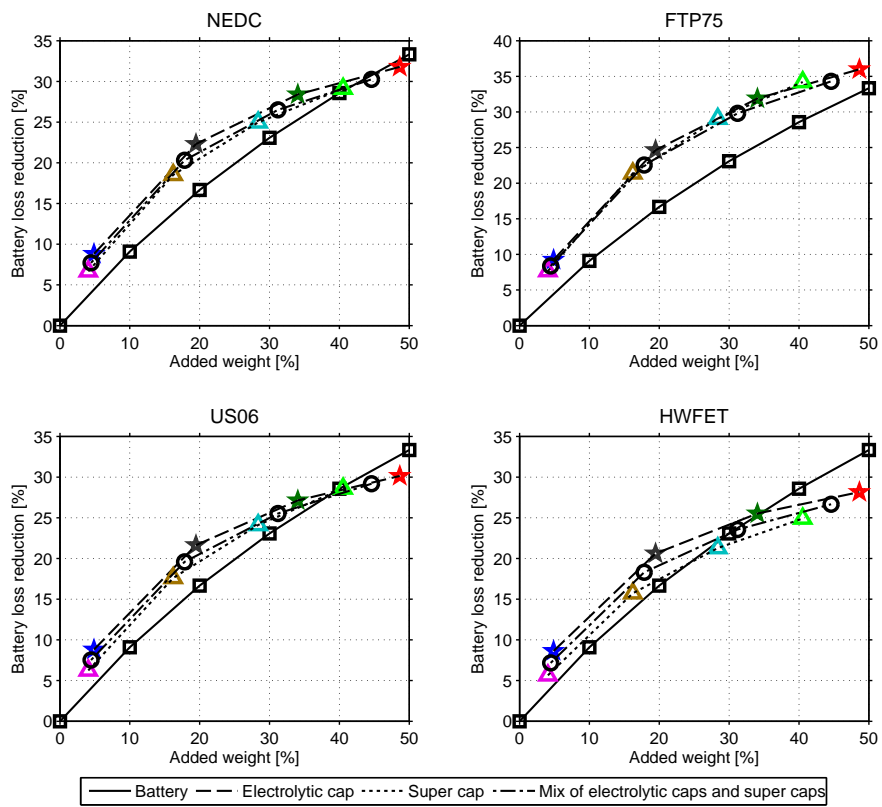 NEDC
35
30
25
20
15
10
5
0
Battery loss reduction [%]
0 10 20 30 40 50
Added weight [%]
FTP75
40
35
30
25
20
15
10
5
0
Battery loss reduction [%]
0 10 20 30 40 50
Added weight [%]
US06
35
30
25
20
15
10
5
0
Battery loss reduction [%]
0 10 20 30 40 50
Added weight [%]
HWFET
35
30
25
20
15
10
5
0
Battery loss reduction [%]
0 10 20 30 40 50
Added weight [%]
Battery Electrolytic cap Super cap Mix of electrolytic caps and super caps